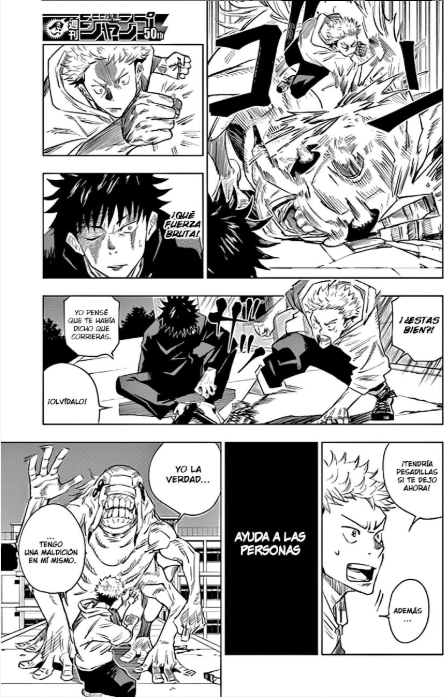 週刊
少年ジャンプ
50th
¡QUÉ
FUERZA
BRUTA!
¡¿ESTAS
BIEN?!
YO PENSÉ
QUE TE HABÍA
DICHO QUE
CORRIERAS.
¡OLVÍDALO!
¡TENDRÍA
PESADILLAS
SI TE DEJO
AHORA!
ADEMÁS
...
AYUDA A LAS
PERSONAS
YO LA
VERDAD...
...
TENGO
UNA MALDICIÓN
EN MÍ MISMO.